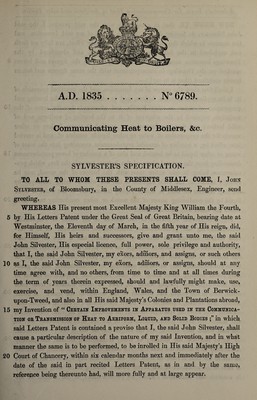 A.D. 1835 . . . . . . . Nº 6789.
Communicating Heat to Boilers, &c.
SYLVESTER'S SPECIFICATION.
TO ALL TO WHOM THESE PRESENTS SHALL COME, I, JOHN
SYLVESTER, of Bloomsbury, in the County of Middlesex, Engineer, send
greeting.
WHEREAS His present most Excellent Majesty King William the Fourth,
5 by His Letters Patent under the Great Seal of Great Britain, bearing date at
Westminster, the Eleventh day of March, in the fifth year of His reign, did,
for Himself, His heirs and successors, give and grant unto me, the said
John Silvester, His especial licence, full power, sole privilege and authority,
that I, the said John Silvester, my eƍors, adɱors, and assigns, or such others
10 as I, the said John Silvester, my eƍors, adɱors, or assigns, should at any
time agree with, and no others, from time to time and at all times during
the term of years therein expressed, should and lawfully might make, use,
exercise, and vend, within England, Wales, and the Town of Berwick-
upon-Tweed, and also in all His said Majesty's Colonies and Plantations abroad,
15 my Invention of "CERTAIN IMPROVEMENTS IN APPARATUS USED IN THE COMMUNICA-
TION OR TRANSMISSION OF HEAT TO AERIFORM, LIQUID, AND SOLID BODIES ;" in which
said Letters Patent is contained a proviso that I, the said John Silvester, shall
cause a particular description of the nature of my said Invention, and in what
manner the same is to be performed, to be inrolled in His said Majesty's High
20 Court of Chancery, within six calendar months next and immediately after the
date of the said in part recited Letters Patent, as in and by the same,
reference being thereunto had, will more fully and at large appear.